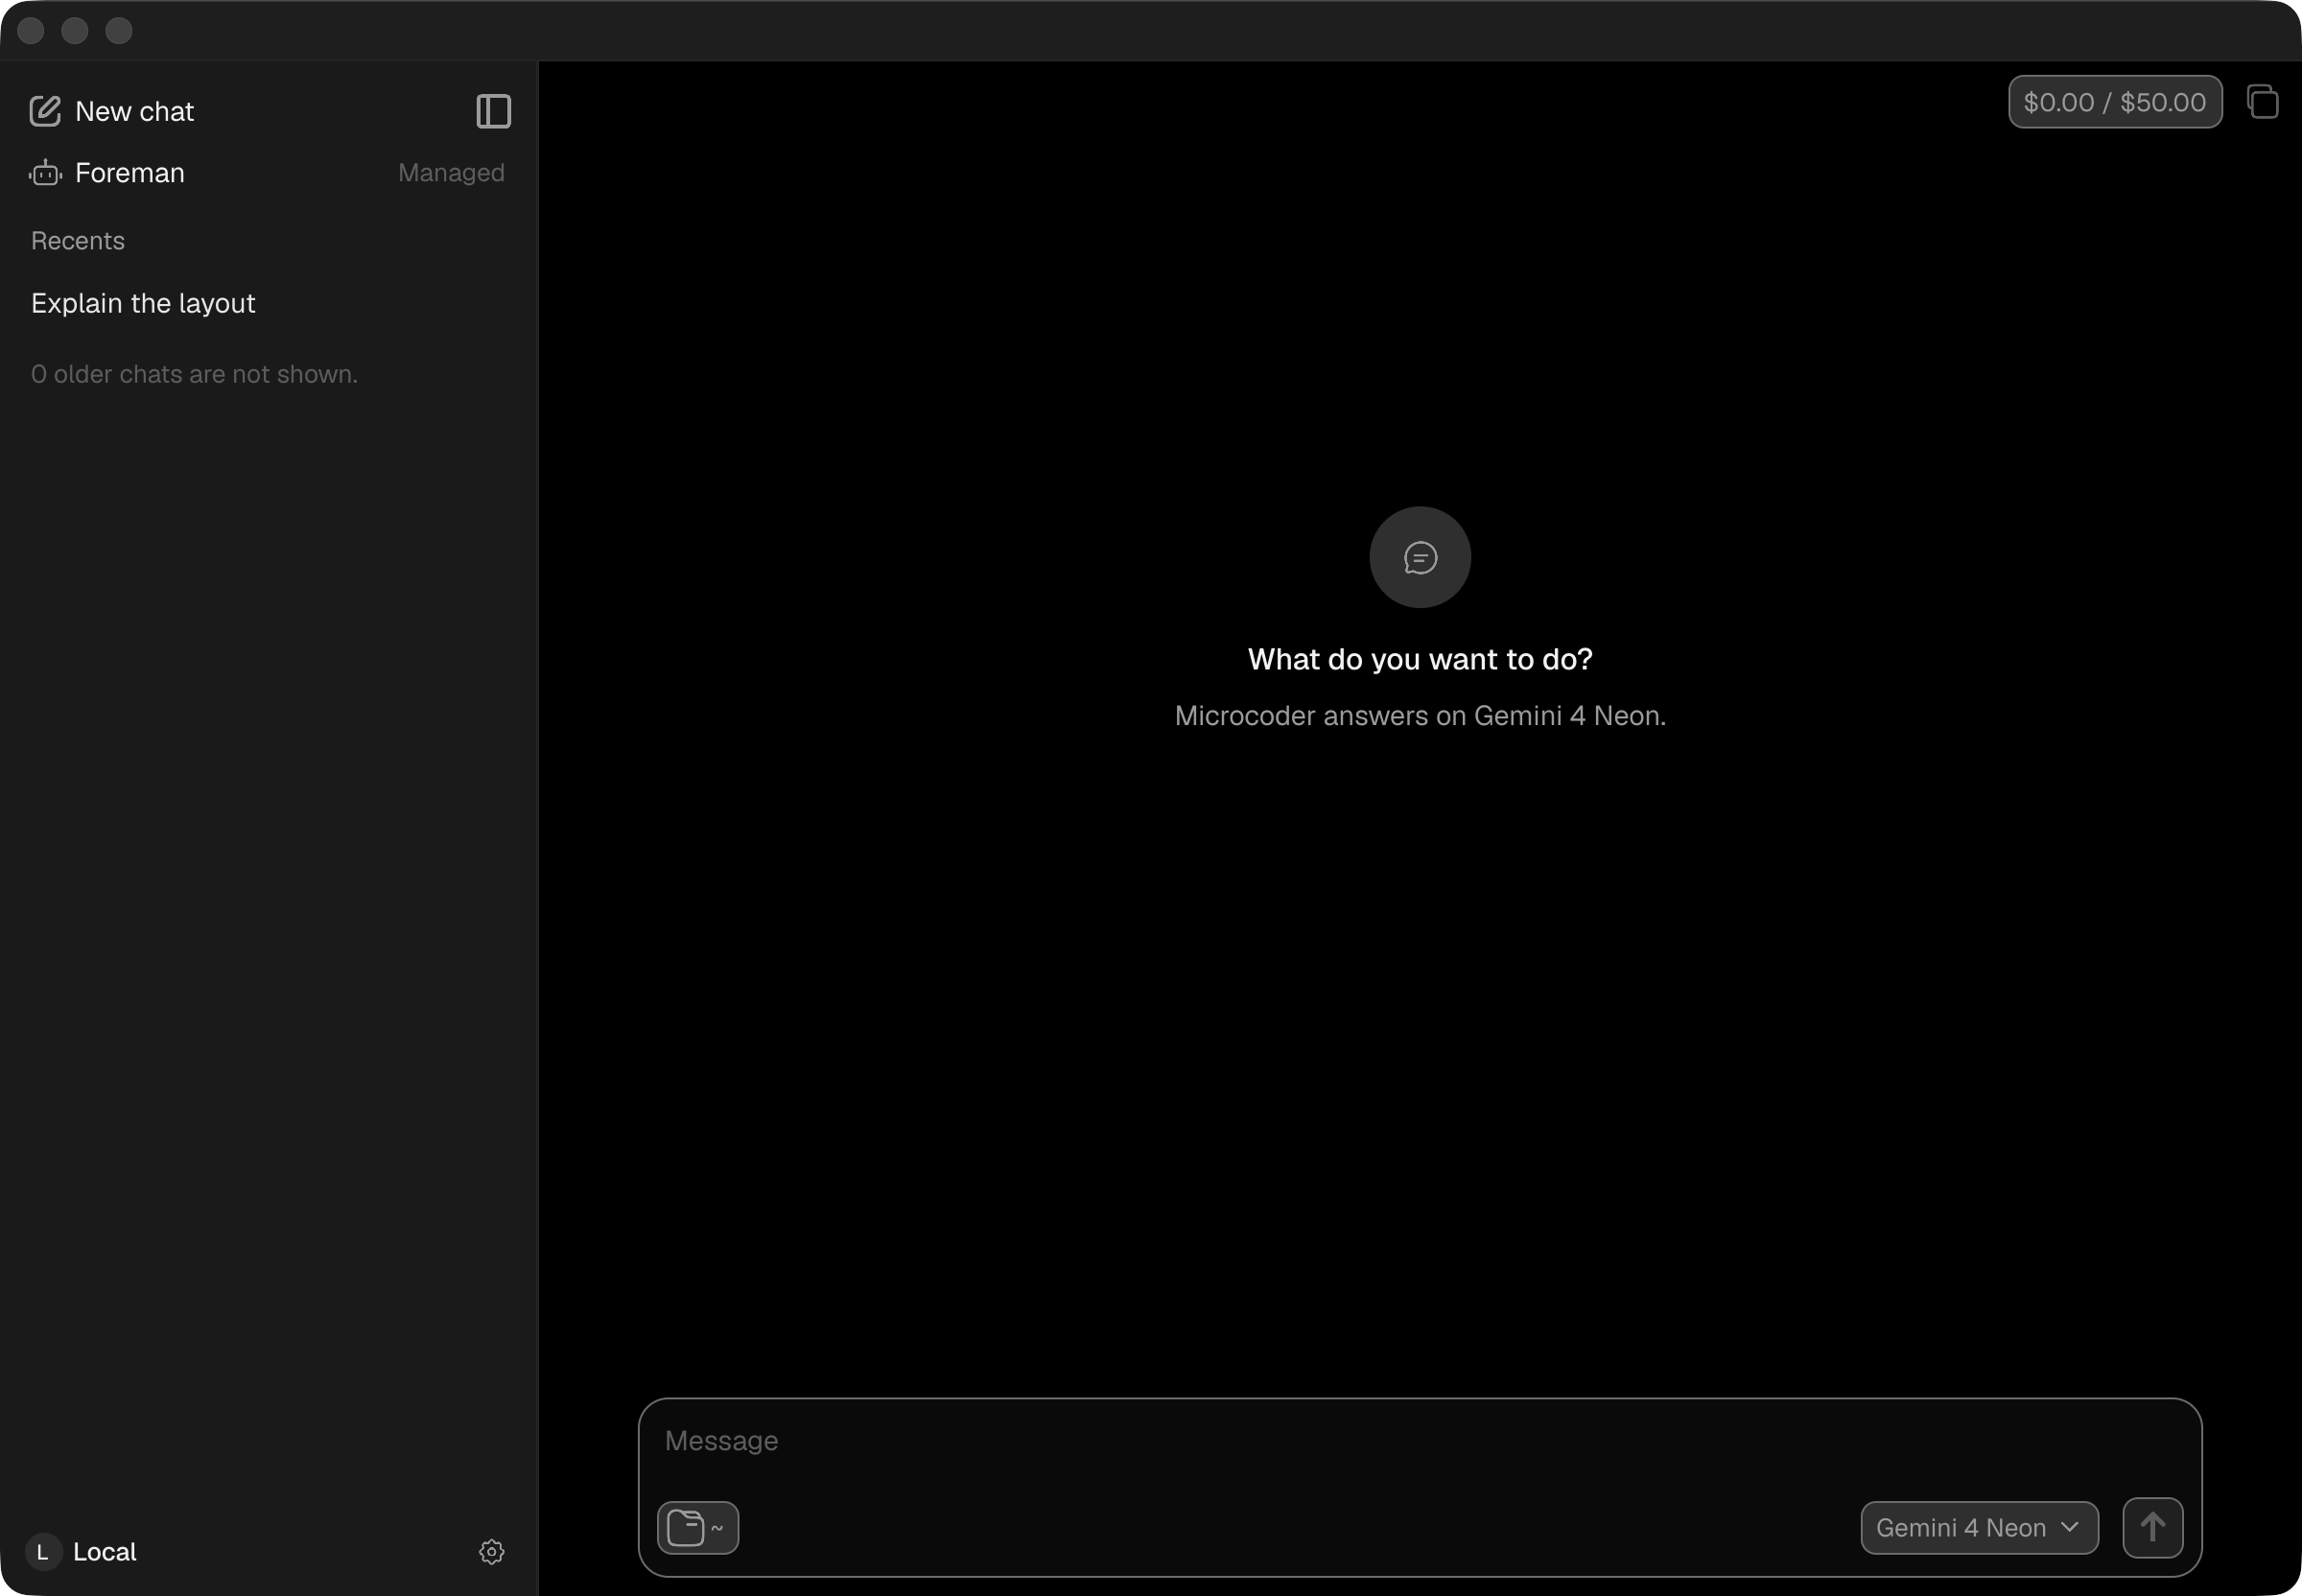 New chat
Foreman
Managed
Recents
Explain the layout
0 older chats are not shown.
L
Local
$0.00 / $50.00
What do you want to do?
Microcoder answers on Gemini 4 Neon.
Message
~
Gemini 4 Neon